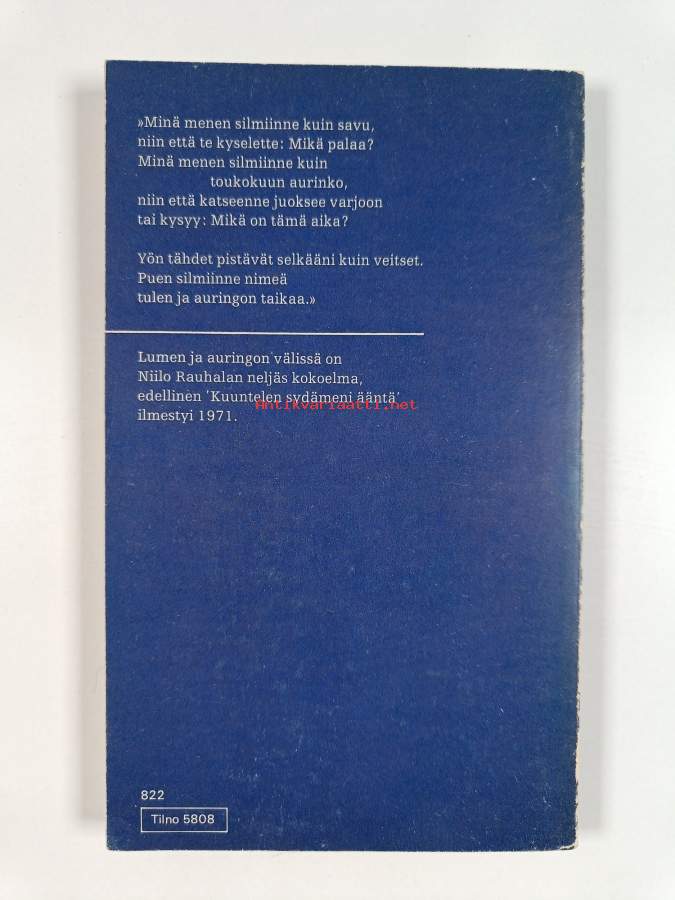 »Minä menen silmiinne kuin savu,
niin että te kyselette: Mikä palaa?
Minä menen silmiinne kuin
toukokuun aurinko,
niin että katseenne juoksee varjoon
tai kysyy: Mikä on tämä aika?
Yön tähdet pistävät selkääni kuin veitset.
Puen silmiinne nimeä
tulen ja auringon taikaa.»
Lumen ja auringon välissä on
Niilo Rauhalan neljäs kokoelma,
edellinen 'Kuuntelen sydämeni ääntä'
ilmestyi 1971.
Antikvariaatti.net
822
Tilno 5808